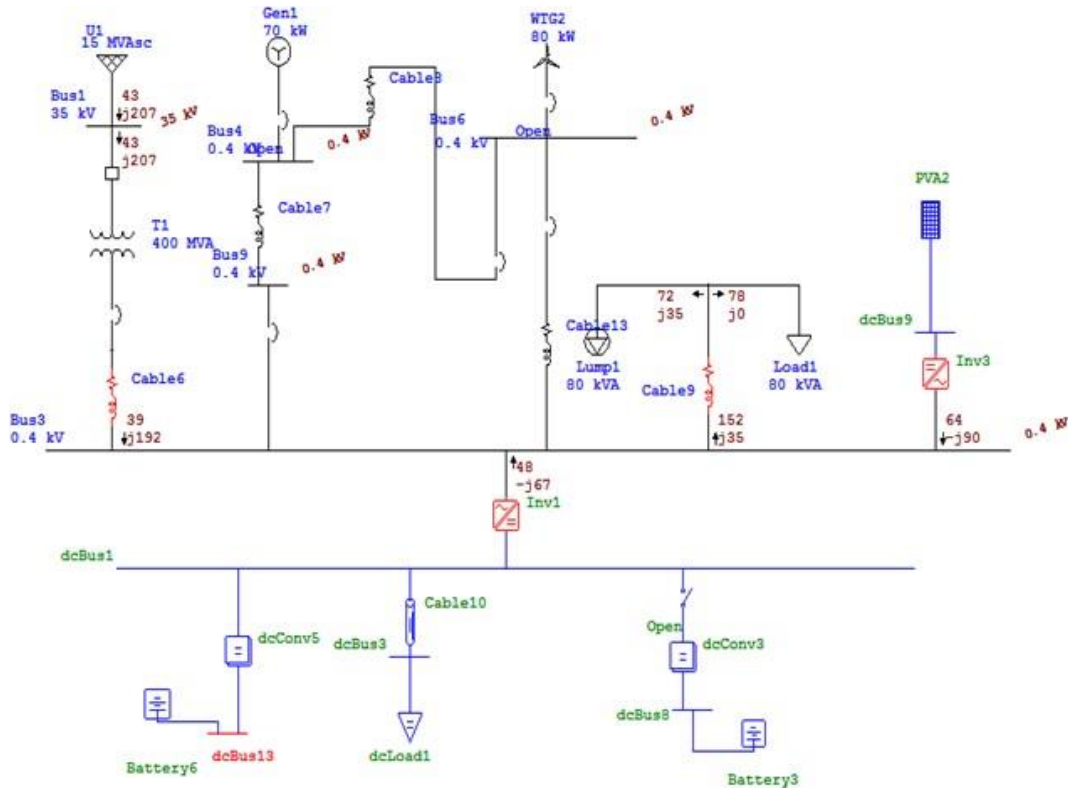 U1
15 MVAsc
Bus1
35 kV
43
j207
35 kV
43
j207
T1
400 MVA
Cable6
Bus3
0.4 kV
39
j192
Gen1
70 kW
Bus4
0.4 kV
Open
0.4 kV
Cable8
Cable7
Bus9
0.4 kV
0.4 kV
WTG2
80 kW
Bus6
0.4 kV
Open
0.4 kV
Cable13
72
j35
78
j0
Lump1
80 kVA
Load1
80 kVA
Cable9
152
j35
PVA2
dcBus9
Inv3
64
-j90
0.4 kV
48
-j67
Inv1
dcBus1
dcConv5
Cable10
dcBus3
Open
dcConv3
dcBus8
dcBus13
Battery6
dcLoad1
Battery3